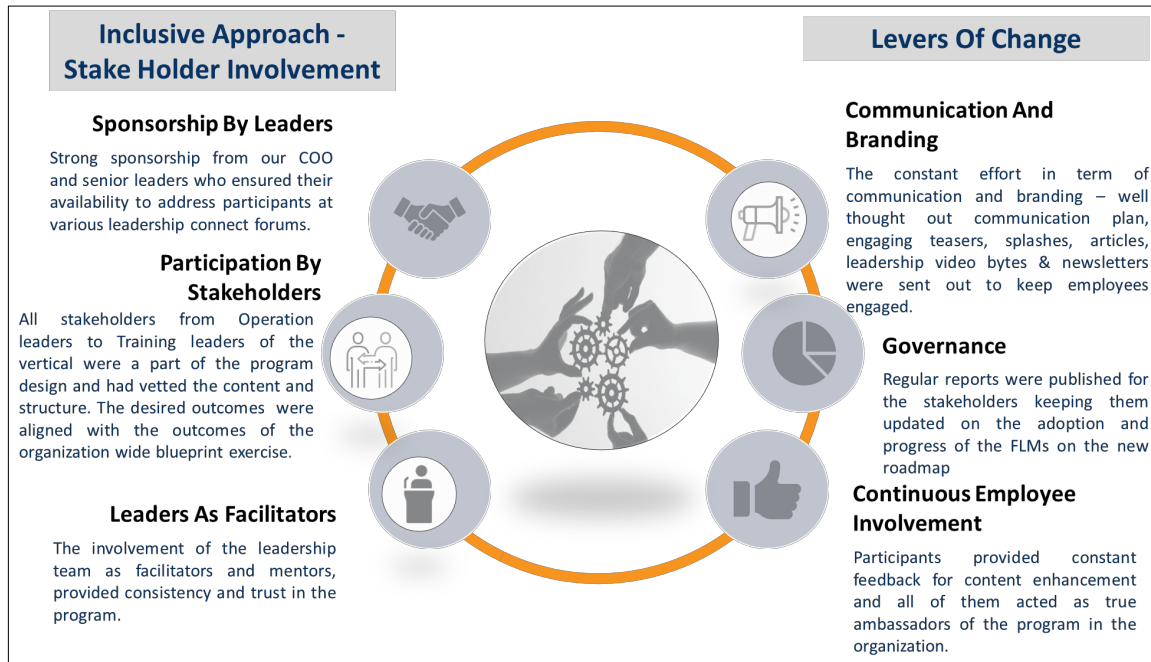 Inclusive Approach -
Stake Holder Involvement
Sponsorship By Leaders
Strong sponsorship from our COO
and senior leaders who ensured their
availability to address participants at
various leadership connect forums.
Participation By
Stakeholders
All stakeholders from Operation
leaders to Training leaders of the
vertical were a part of the program
design and had vetted the content and
structure. The desired outcomes were
aligned with the outcomes of the
organization wide blueprint exercise.
Leaders As Facilitators
The involvement of the leadership
team as facilitators and mentors,
provided consistency and trust in the
program.
Levers Of Change
Communication And
Branding
The constant effort in term of
communication and branding – well
thought out communication plan,
engaging teasers, splashes, articles,
leadership video bytes & newsletters
were sent out to keep employees
engaged.
Governance
Regular reports were published for
the stakeholders keeping them
updated on the adoption and
progress of the FLMs on the new
roadmap
Continuous Employee
Involvement
Participants provided constant
feedback for content enhancement
and all of them acted as true
ambassadors of the program in the
organization.